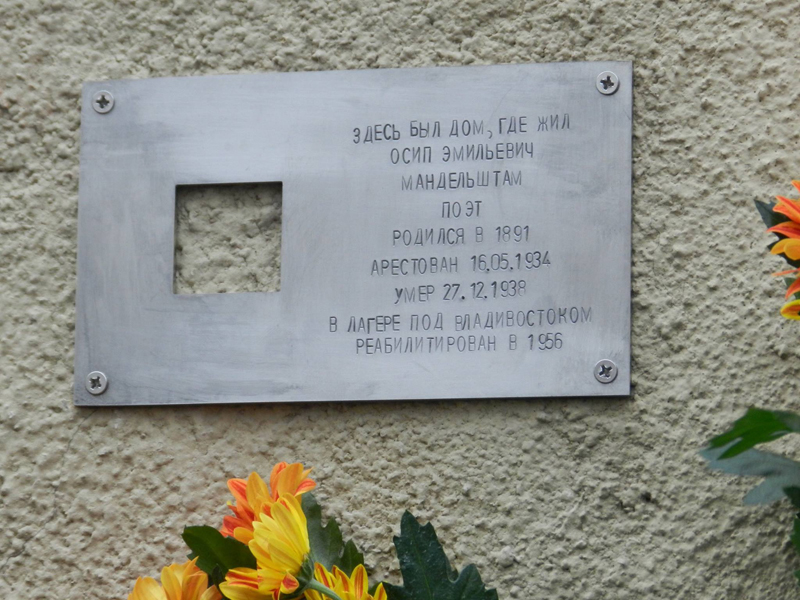 ЗДЕСЬ БЫЛ ДОМ, ГДЕ ЖИЛ
ОСИП ЭМИЛЬЕВИЧ
МАНДЕЛЬШТАМ
ПОЭТ
РОДИЛСЯ В 1891
АРЕСТОВАН 16.05.1934
УМЕР 27.12.1938
В ЛАГЕРЕ ПОД ВЛАДИВОСТОКОМ
РЕАБИЛИТИРОВАН В 1956